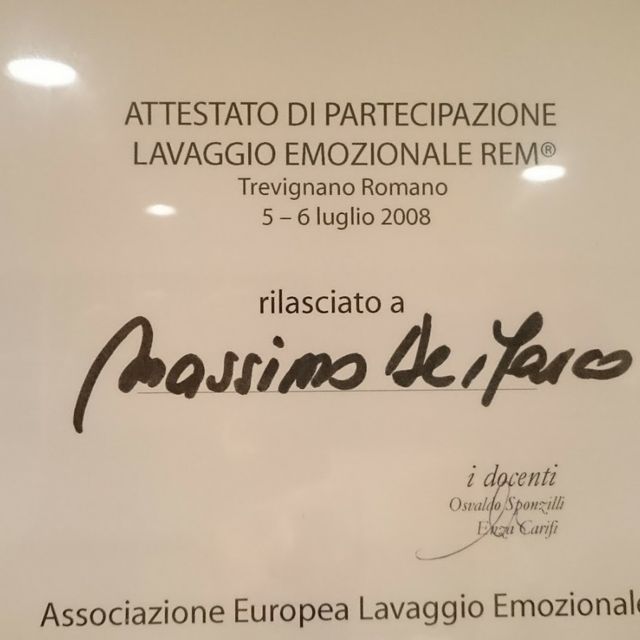 ATTESTATO DI PARTECIPAZIONE
LAVAGGIO EMOZIONALE REM®
Trevignano Romano
5 – 6 luglio 2008
rilasciato a
Massimo De Marco
i docenti
Osvaldo Sponzilli
Enza Carifi
Associazione Europea Lavaggio Emozionale